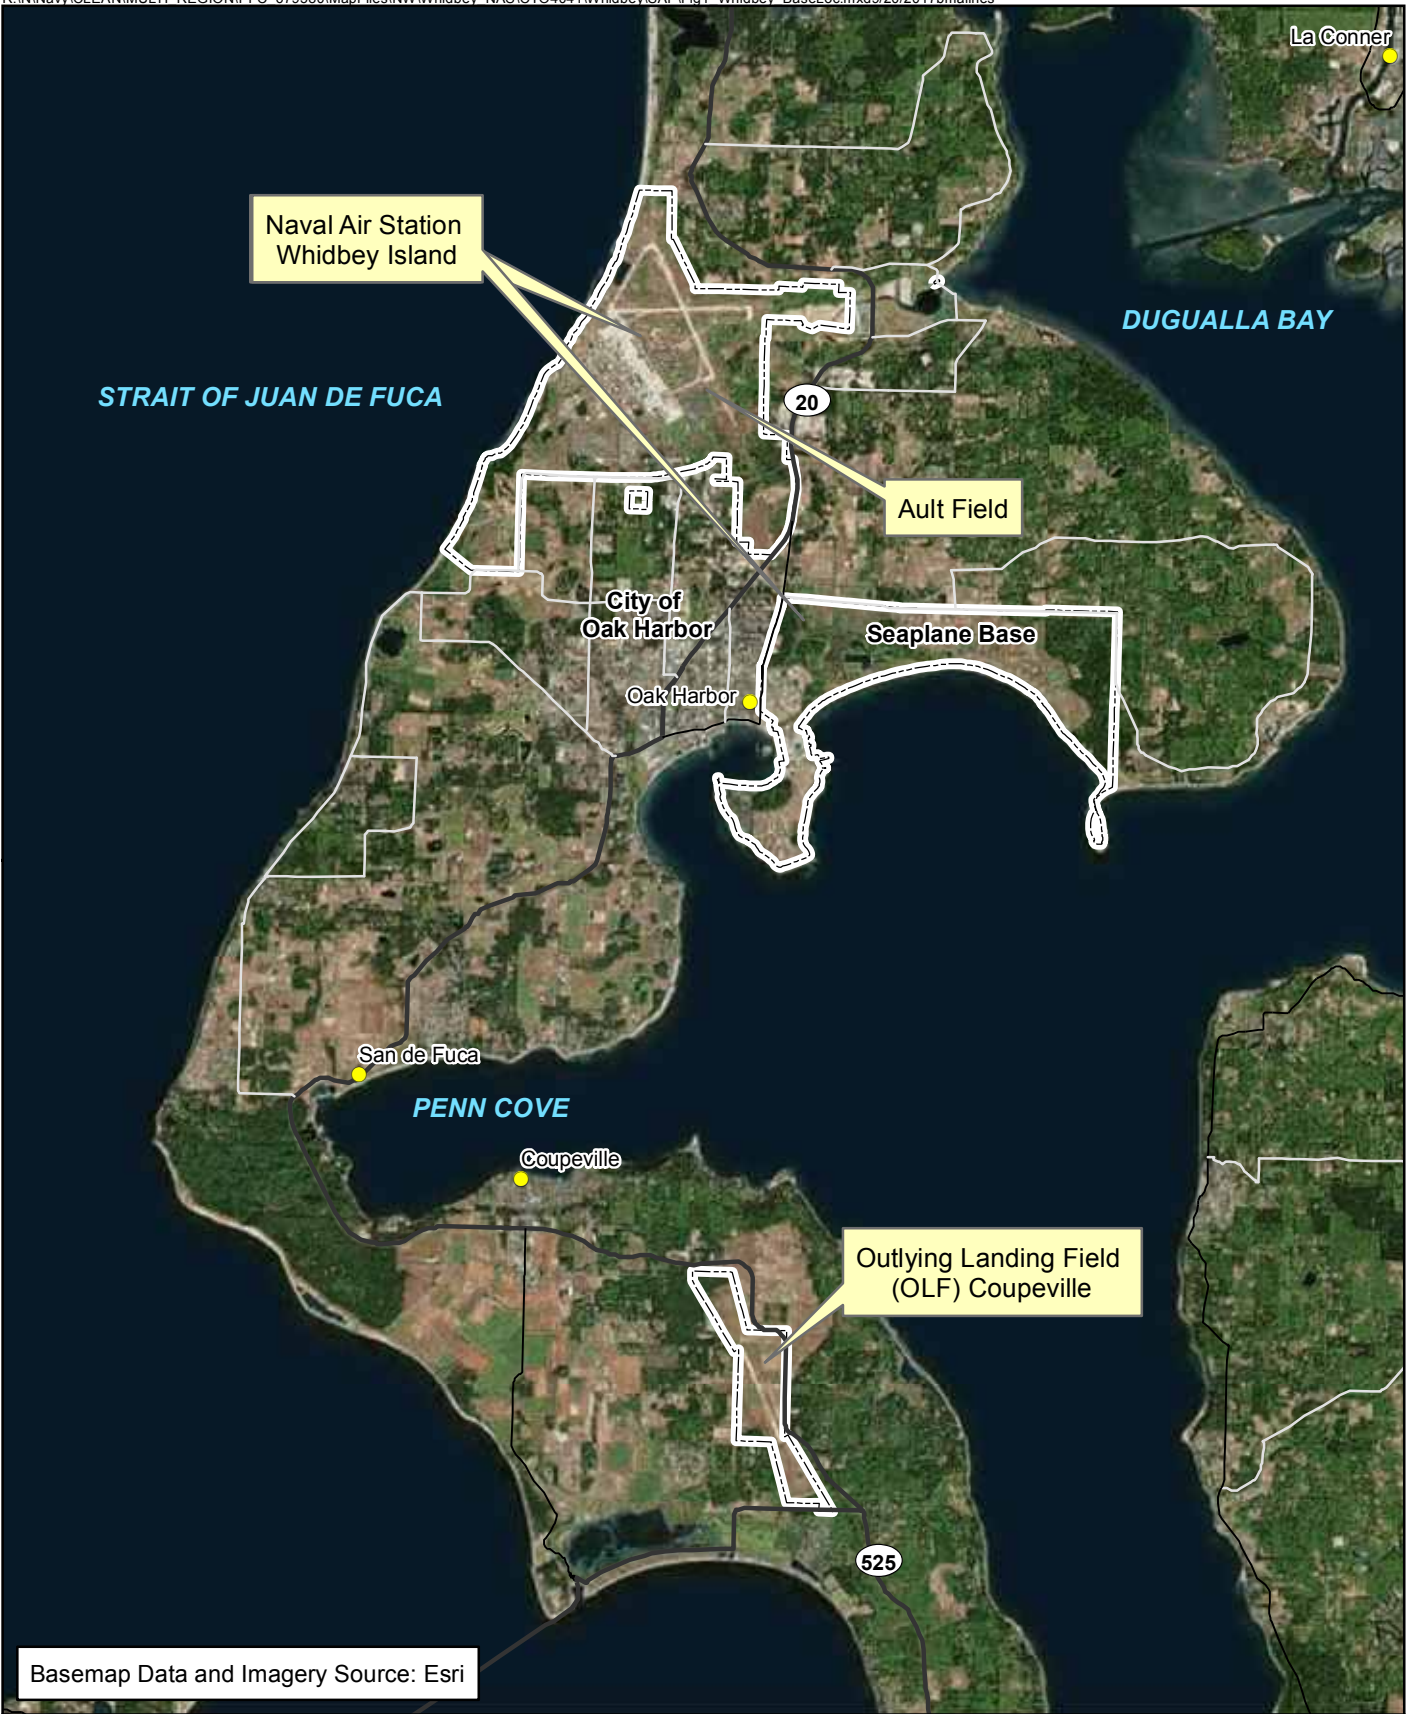 La Conner
Naval Air Station
Whidbey Island
DUGUALLA BAY
STRAIT OF JUAN DE FUCA
20
Ault Field
City of
Oak Harbor
Seaplane Base
Oak Harbor
San de Fuca
PENN COVE
Coupeville
Outlying Landing Field
(OLF) Coupeville
525
Basemap Data and Imagery Source: Esri